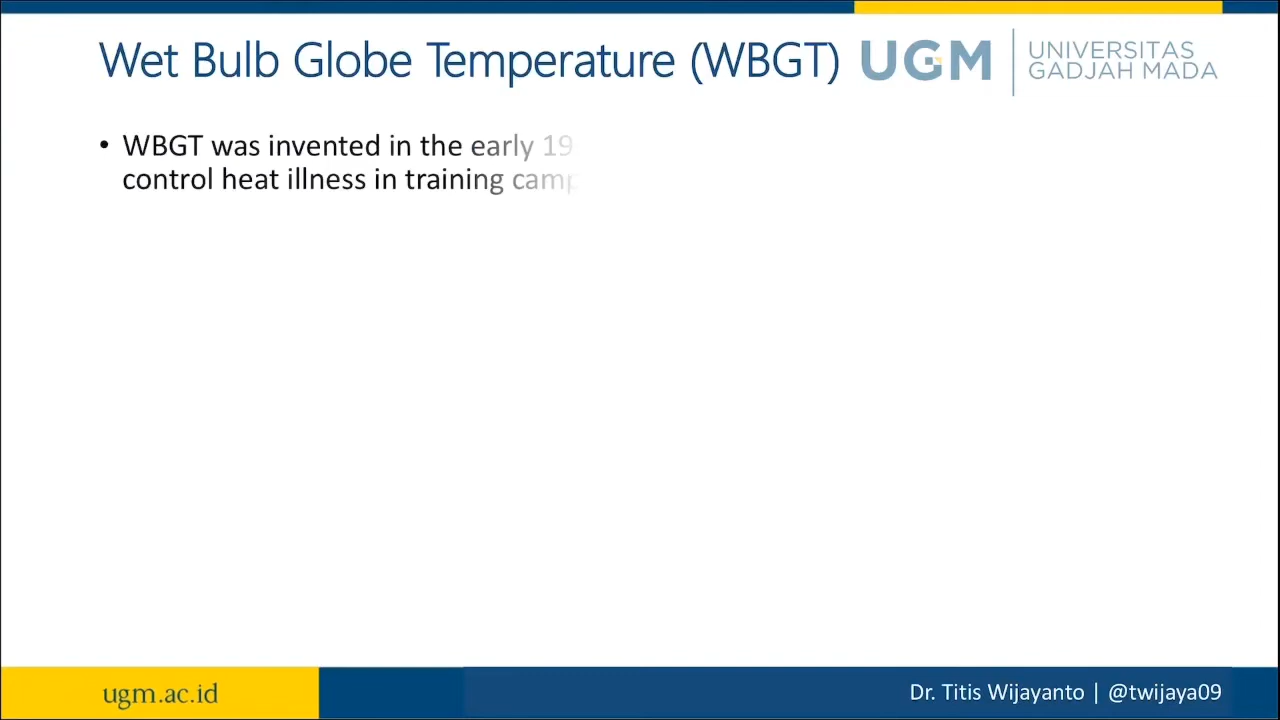 Wet Bulb Globe Temperature (WBGT)
UGM
UNIVERSITAS
GADJAH MADA
• WBGT was invented in the early 19
control heat illness in training camp
ugm.ac.id
Dr. Titis Wijayanto | @twijaya09